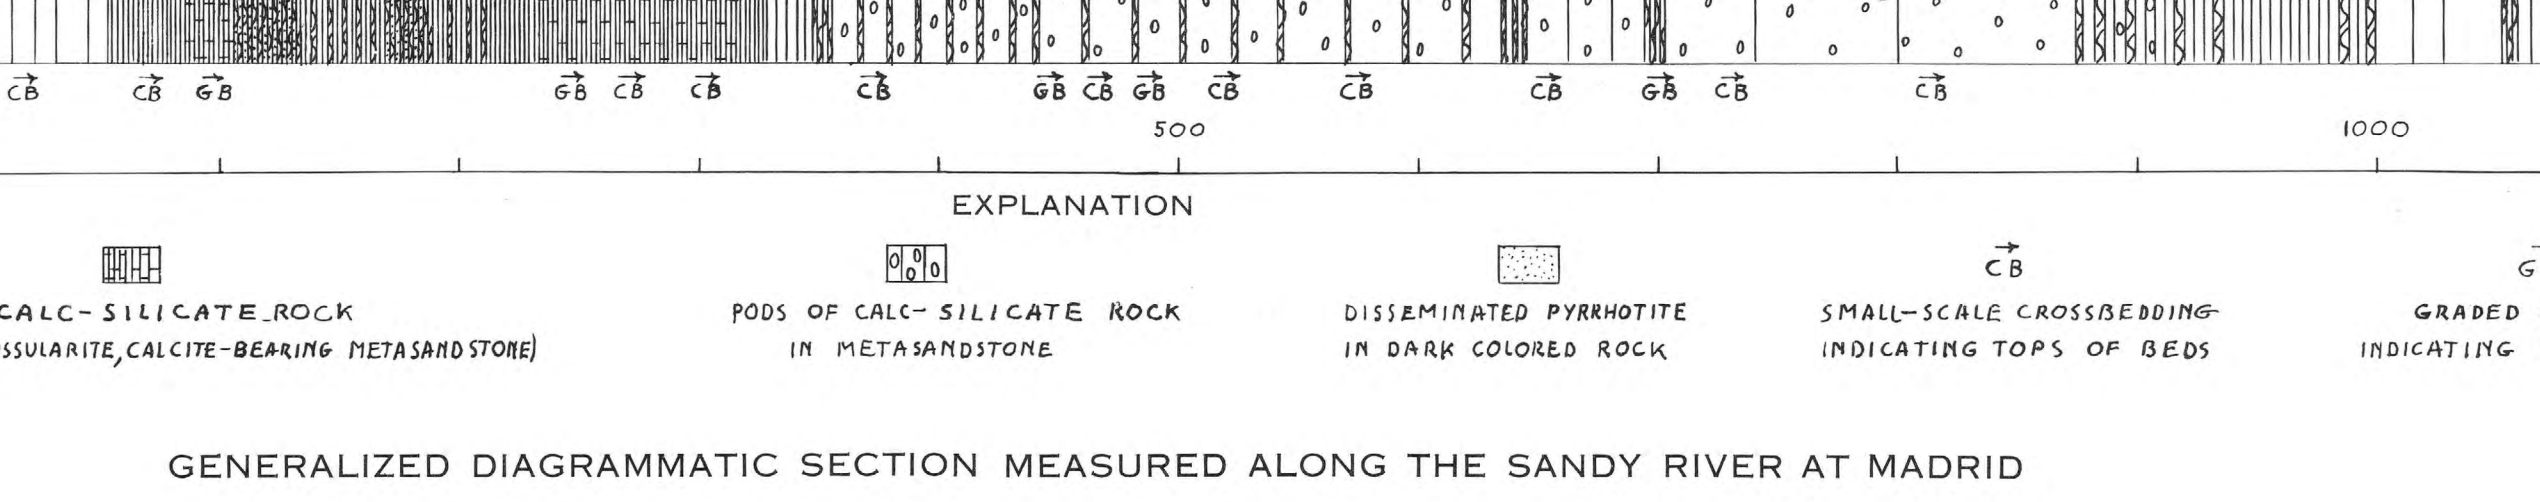 CB CB GB GB CB CB CB GB CB GB CB CB CB GB CB CB
500 1000
EXPLANATION
CB G
CALC-SILICATE ROCK PODS OF CALC-SILICATE ROCK DISSEMINATED PYRRHOTITE SMALL-SCALE CROSSBEDDING GRADED
SSULARITE, CALCITE-BEARING METASANDSTONE) IN METASANDSTONE IN DARK COLORED ROCK INDICATING TOPS OF BEDS INDICATING
GENERALIZED DIAGRAMMATIC SECTION MEASURED ALONG THE SANDY RIVER AT MADRID